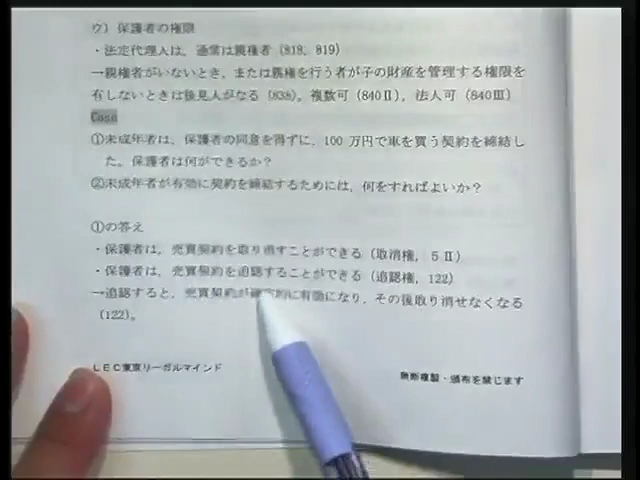 ウ）保護者の権限
・法定代理人は，通常は親権者（818，819）
→親権者がいないとき，または親権を行う者が子の財産を管理する権限を
有しないときは後見人がなる（838），複数可（840Ⅱ），法人可（840Ⅲ）
Case
①未成年者は，保護者の同意を得ずに，100 万円で車を買う契約を締結し
た。保護者は何ができるか？
②未成年者が有効に契約を締結するためには，何をすればよいか？
①の答え
・保護者は，売買契約を取り消すことができる（取消権，5Ⅱ）
・保護者は，売買契約を追認することができる（追認権，122）
→追認すると，売買契約が確定的に有効になり，その後取り消せなくなる
（122）。
ＬＥＣ東京リーガルマインド
無断複製・頒布を禁じます